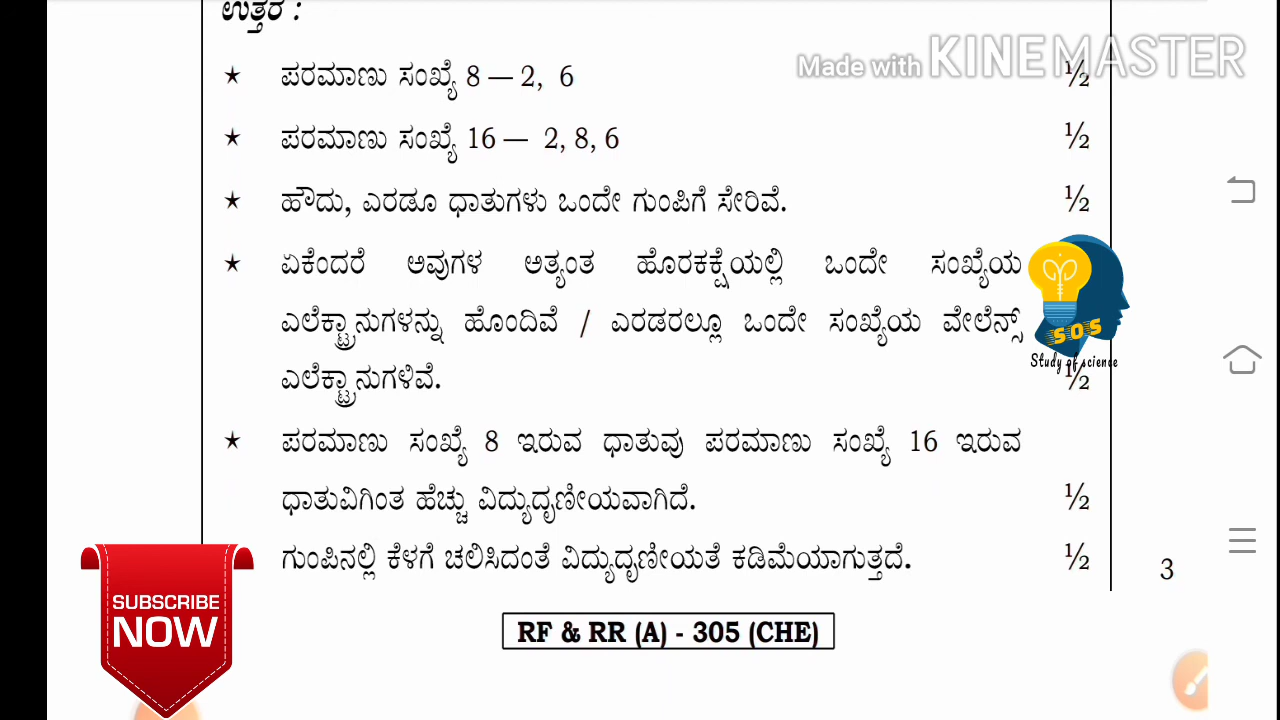 ಉತ್ತರ :
Made with KINEMASTER
★ ಪರಮಾಣು ಸಂಖ್ಯೆ 8 — 2, 6 ½
★ ಪರಮಾಣು ಸಂಖ್ಯೆ 16 — 2, 8, 6 ½
★ ಹೌದು, ಎರಡೂ ಧಾತುಗಳು ಒಂದೇ ಗುಂಪಿಗೆ ಸೇರಿವೆ. ½
★ ಏಕೆಂದರೆ ಅವುಗಳ ಅತ್ಯಂತ ಹೊರಕಕ್ಷೆಯಲ್ಲಿ ಒಂದೇ ಸಂಖ್ಯೆಯ
ಎಲೆಕ್ಟ್ರಾನುಗಳನ್ನು ಹೊಂದಿವೆ / ಎರಡರಲ್ಲೂ ಒಂದೇ ಸಂಖ್ಯೆಯ ವೇಲೆನ್ಸ್
ಎಲೆಕ್ಟ್ರಾನುಗಳಿವೆ. ½
SOS
Study of science
★ ಪರಮಾಣು ಸಂಖ್ಯೆ 8 ಇರುವ ಧಾತುವು ಪರಮಾಣು ಸಂಖ್ಯೆ 16 ಇರುವ
ಧಾತುವಿಗಿಂತ ಹೆಚ್ಚು ವಿದ್ಯುದೃಣೀಯವಾಗಿದೆ. ½
ಗುಂಪಿನಲ್ಲಿ ಕೆಳಗೆ ಚಲಿಸಿದಂತೆ ವಿದ್ಯುದೃಣೀಯತೆ ಕಡಿಮೆಯಾಗುತ್ತದೆ. ½ 3
SUBSCRIBE
NOW
RF & RR (A) - 305 (CHE)